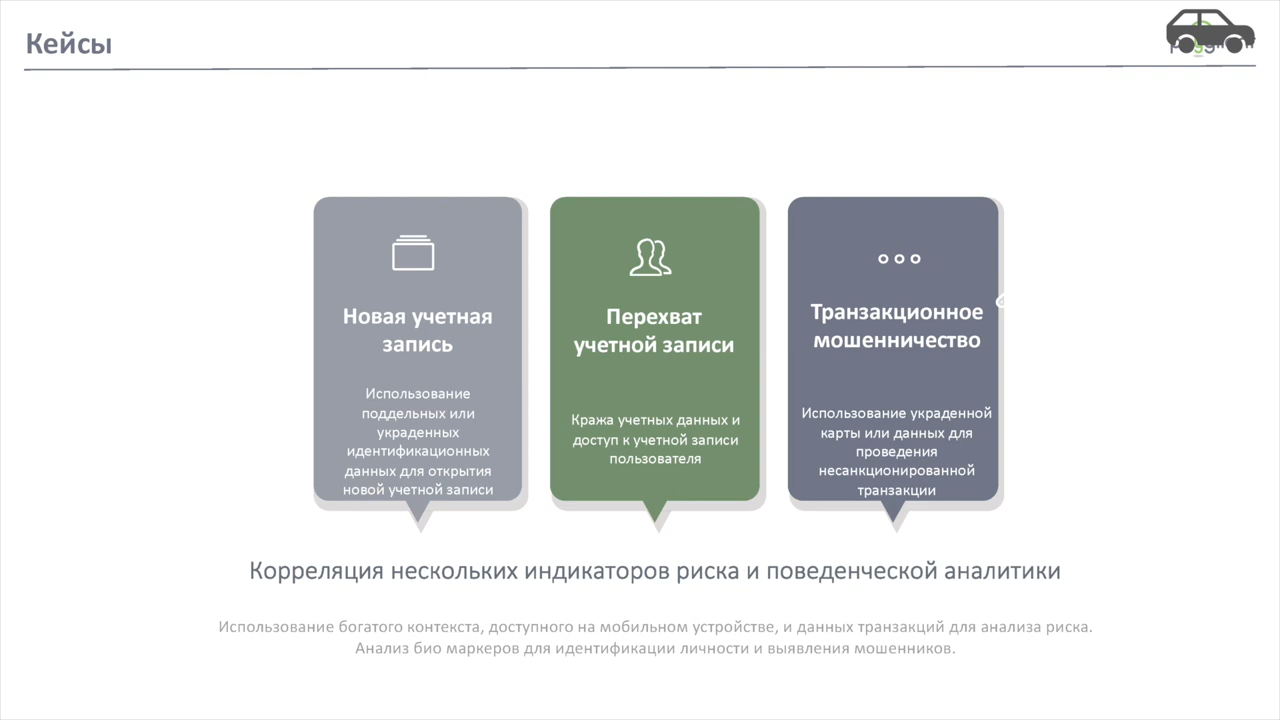 Кейсы
Новая учетная
запись
Использование
поддельных или
украденных
идентификационных
данных для открытия
новой учетной записи
Перехват
учетной записи
Кража учетных данных и
доступ к учетной записи
пользователя
Транзакционное
мошенничество
Использование украденной
карты или данных для
проведения
несанкционированной
транзакции
Корреляция нескольких индикаторов риска и поведенческой аналитики
Использование богатого контекста, доступного на мобильном устройстве, и данных транзакций для анализа риска.
Анализ био маркеров для идентификации личности и выявления мошенников.